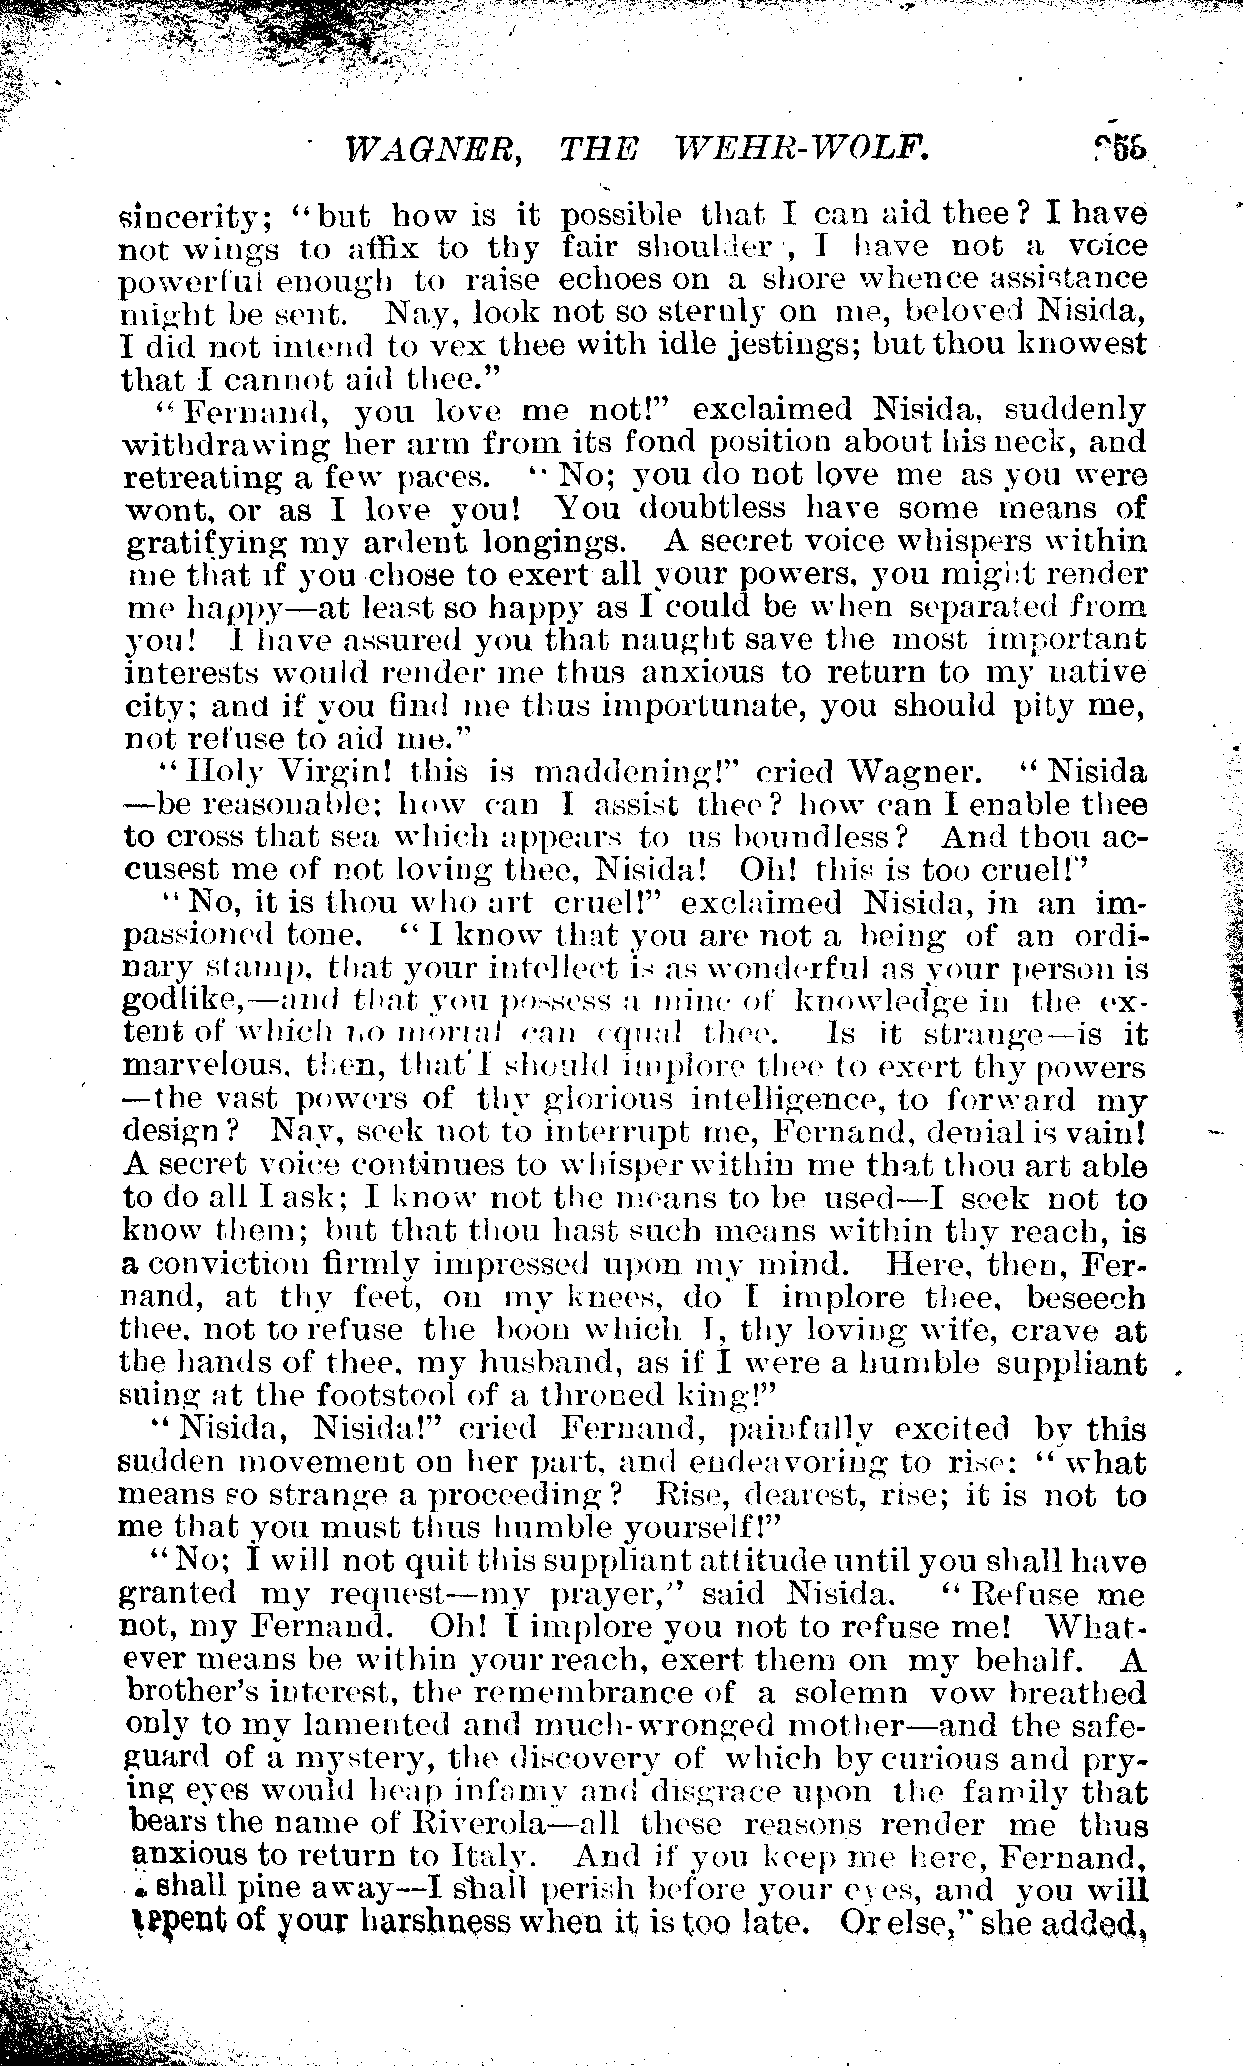 WAGNER, THE WEHR-WOLF. 255
sincerity; "but how is it possible that I can aid thee? I have
not wings to affix to thy fair shoulder , I have not a voice
powerful enough to raise echoes on a shore whence assistance
might be sent. Nay, look not so sternly on me, beloved Nisida,
I did not intend to vex thee with idle jestings; but thou knowest
that I cannot aid thee."
"Fernand, you love me not!" exclaimed Nisida, suddenly
withdrawing her arm from its fond position about his neck, and
retreating a few paces. "No; you do not love me as you were
wont, or as I love you! You doubtless have some means of
gratifying my ardent longings. A secret voice whispers within
me that if you chose to exert all your powers, you might render
me happy—at least so happy as I could be when separated from
you! I have assured you that naught save the most important
interests would render me thus anxious to return to my native
city; and if you find me thus importunate, you should pity me,
not refuse to aid me."
"Holy Virgin! this is maddening!" cried Wagner. "Nisida
—be reasonable; how can I assist thee? how can I enable thee
to cross that sea which appears to us boundless? And thou ac-
cusest me of not loving thee, Nisida! Oh! this is too cruel!"
"No, it is thou who art cruel!" exclaimed Nisida, in an im-
passioned tone. "I know that you are not a being of an ordi-
nary stamp, that your intellect is as wonderful as your person is
godlike,—and that you possess a mine of knowledge in the ex-
tent of which no mortal can equal thee. Is it strange—is it
marvelous, then, that I should implore thee to exert thy powers
—the vast powers of thy glorious intelligence, to forward my
design? Nay, seek not to interrupt me, Fernand, denial is vain!
A secret voice continues to whisper within me that thou art able
to do all I ask; I know not the means to be used—I seek not to
know them; but that thou hast such means within thy reach, is
a conviction firmly impressed upon my mind. Here, then, Fer-
nand, at thy feet, on my knees, do I implore thee, beseech
thee, not to refuse the boon which I, thy loving wife, crave at
the hands of thee, my husband, as if I were a humble suppliant
suing at the footstool of a throned king!"
"Nisida, Nisida!" cried Fernand, painfully excited by this
sudden movement on her part, and endeavoring to rise: "what
means so strange a proceeding? Rise, dearest, rise; it is not to
me that you must thus humble yourself!"
"No; I will not quit this suppliant attitude until you shall have
granted my request—my prayer," said Nisida. "Refuse me
not, my Fernand. Oh! I implore you not to refuse me! What-
ever means be within your reach, exert them on my behalf. A
brother's interest, the remembrance of a solemn vow breathed
only to my lamented and much-wronged mother—and the safe-
guard of a mystery, the discovery of which by curious and pry-
ing eyes would heap infamy and disgrace upon the family that
bears the name of Riverola—all these reasons render me thus
anxious to return to Italy. And if you keep me here, Fernand,
shall pine away—I shall perish before your eyes, and you will
repent of your harshness when it is too late. Or else," she added,